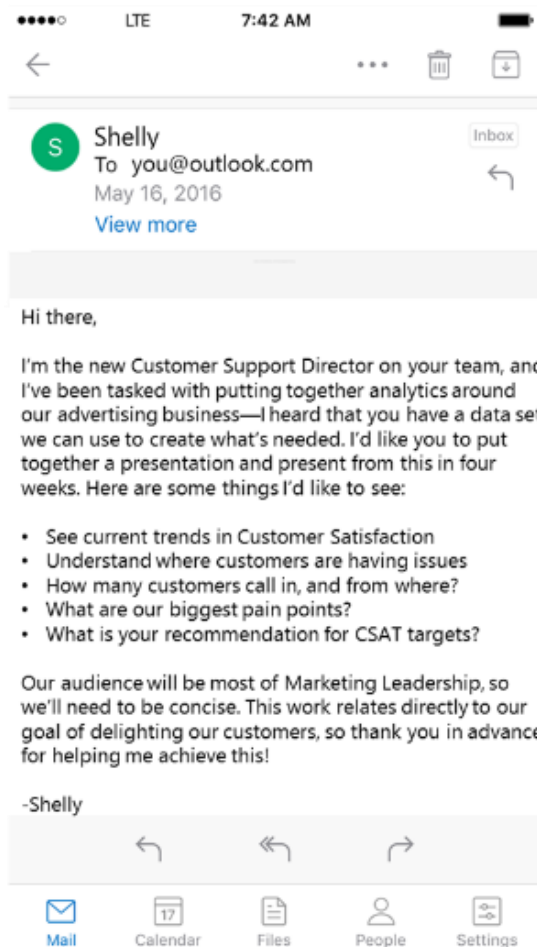 LTE 7:42 AM
S
Shelly
Inbox
To you@outlook.com
May 16, 2016
View more
Hi there,
I'm the new Customer Support Director on your team, and
I've been tasked with putting together analytics around
our advertising business—I heard that you have a data set
we can use to create what's needed. I'd like you to put
together a presentation and present from this in four
weeks. Here are some things I'd like to see:
• See current trends in Customer Satisfaction
• Understand where customers are having issues
• How many customers call in, and from where?
• What are our biggest pain points?
• What is your recommendation for CSAT targets?
Our audience will be most of Marketing Leadership, so
we'll need to be concise. This work relates directly to our
goal of delighting our customers, so thank you in advance
for helping me achieve this!
-Shelly
17
Mail Calendar Files People Settings